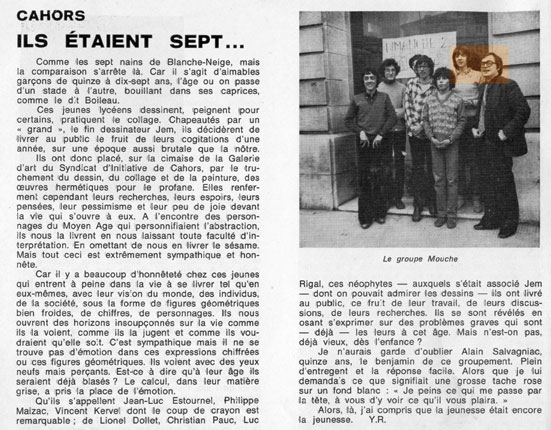 CAHORS
ILS ÉTAIENT SEPT...
Comme les sept nains de Blanche-Neige, mais
la comparaison s'arrête là. Car il s'agit d'aimables
garçons de quinze à dix-sept ans, l'âge ou on passe
d'un stade à l'autre, bouillant dans ses caprices,
comme le dit Boileau.
Ces jeunes lycéens dessinent, peignent pour
certains, pratiquent le collage. Chapeautés par un
« grand », le fin dessinateur Jem, ils décidèrent de
livrer au public le fruit de leurs cogitations d'une
année, sur une époque aussi brutale que la nôtre.
Ils ont donc placé, sur la cimaise de la Galerie
d'art du Syndicat d'Initiative de Cahors, par le tru-
chement du dessin, du collage et de la peinture, des
œuvres hermétiques pour le profane. Elles renfer-
ment cependant leurs recherches, leurs espoirs, leurs
pensées, leur pessimisme et leur peu de joie devant
la vie qui s'ouvre à eux. A l'encontre des person-
nages du Moyen Age qui personnifiaient l'abstraction,
ils nous la livrent en nous laissant toute faculté d'in-
terprétation. En omettant de nous en livrer le sésame.
Mais tout ceci est extrêmement sympathique et hon-
nête.
Car il y a beaucoup d'honnêteté chez ces jeunes
qui entrent à peine dans la vie à se livrer tel qu'en
eux-mêmes, avec leur vision du monde, des individus,
de la société, sous la forme de figures géométriques
bien froides, de chiffres, de personnages. Ils nous
ouvrent des horizons insoupçonnés sur la vie comme
ils la voient, comme ils la jugent et comme ils vou-
draient qu'elle soit. C'est sympathique mais il ne se
trouve pas d'émotion dans ces expressions chiffrées
ou ces figures géométriques. Ils voient avec des yeux
neufs mais perçants. Est-ce à dire qu'à leur âge ils
seraient déjà blasés ? Le calcul, dans leur matière
grise, a pris la place de l'émotion.
Qu'ils s'appellent Jean-Luc Estournel, Philippe
Maizac, Vincent Kervel dont le coup de crayon est
remarquable ; de Lionel Dollet, Christian Pauc, Luc
DIMANCHE 2
Le groupe Mouche
Rigal, ces néophytes — auxquels s'était associé Jem
— dont on pouvait admirer les dessins — ils ont livré
au public, ce fruit de leur travail, de leurs discus-
sions, de leurs recherches. Ils se sont révélés en
osant s'exprimer sur des problèmes graves qui sont
— déjà — les leurs à cet âge. Mais n'est-on pas,
déjà vieux, dès l'enfance ?
Je n'aurais garde d'oublier Alain Salvagniac,
quinze ans, le benjamin de ce groupement. Plein
d'entregent et la réponse facile. Alors que je lui
demandais ce que signifiait une grosse tache rose
sur un fond blanc : « Je peins ce qui me passe par
la tête, à vous d'y voir ce qu'il vous plaira. »
Alors, là, j'ai compris que la jeunesse était encore
la jeunesse. Y.R.